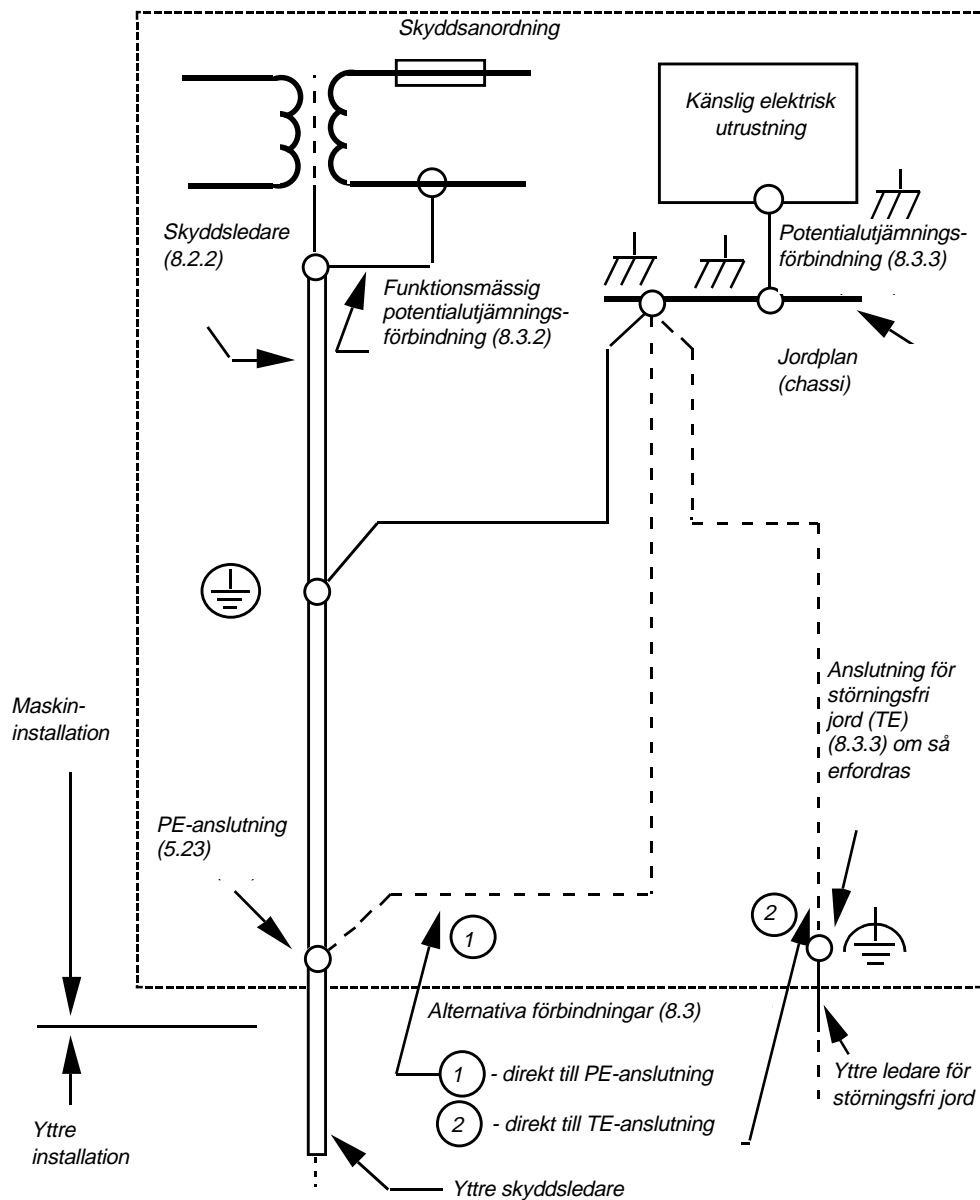 Skyddsanordning
Känslig elektrisk
utrustning
Skyddsledare
(8.2.2)
Potentialutjämnings-
förbindning (8.3.3)
Funktionsmässig
potentialutjämnings-
förbindning (8.3.2)
Jordplan
(chassi)
Maskin-
installation
Anslutning för
störningsfri
jord (TE)
(8.3.3) om så
erfordras
PE-anslutning
(5.23)
1
2
Alternativa förbindningar (8.3)
1 - direkt till PE-anslutning
2 - direkt till TE-anslutning
Yttre ledare för
störningsfri jord
Yttre
installation
Yttre skyddsledare